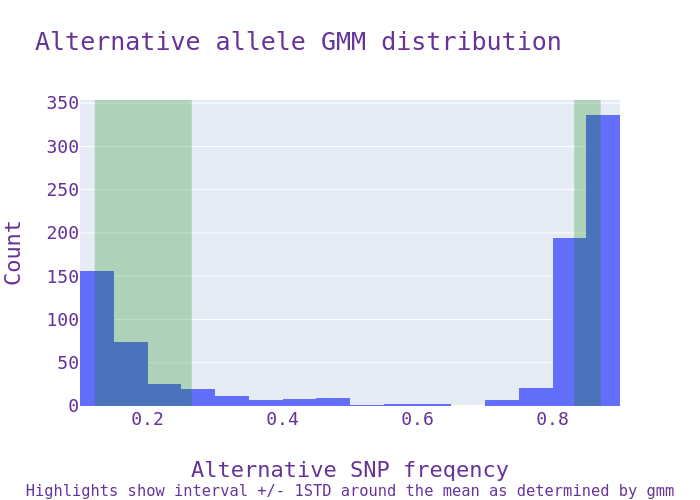 Alternative allele GMM distribution
350
300
250
200
150
100
50
0
Count
0.2 0.4 0.6 0.8
Alternative SNP freqency
Highlights show interval +/- 1STD around the mean as determined by gmm